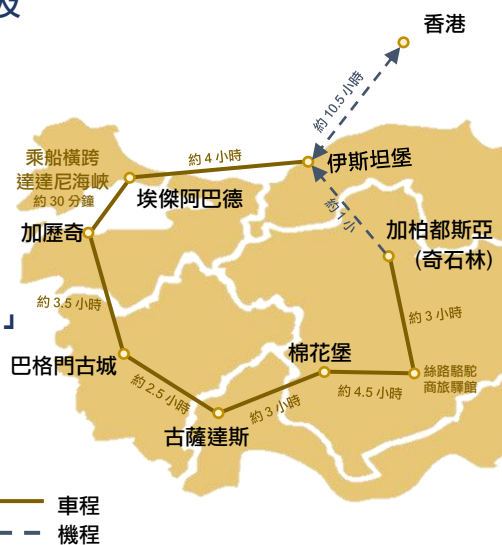 及
香港
約 10.5 小時
約 4 小時
伊斯坦堡
乘船橫跨
達達尼海峽
約 30 分鐘
埃傑阿巴德
約1小
加歷奇
加柏都斯亞
(奇石林)
約 3.5 小時
」
約 3 小時
巴格門古城
棉花堡
絲路駱駝
商旅驛館
約 2.5 小時
約 3 小時
約 4.5 小時
古薩達斯
車程
機程